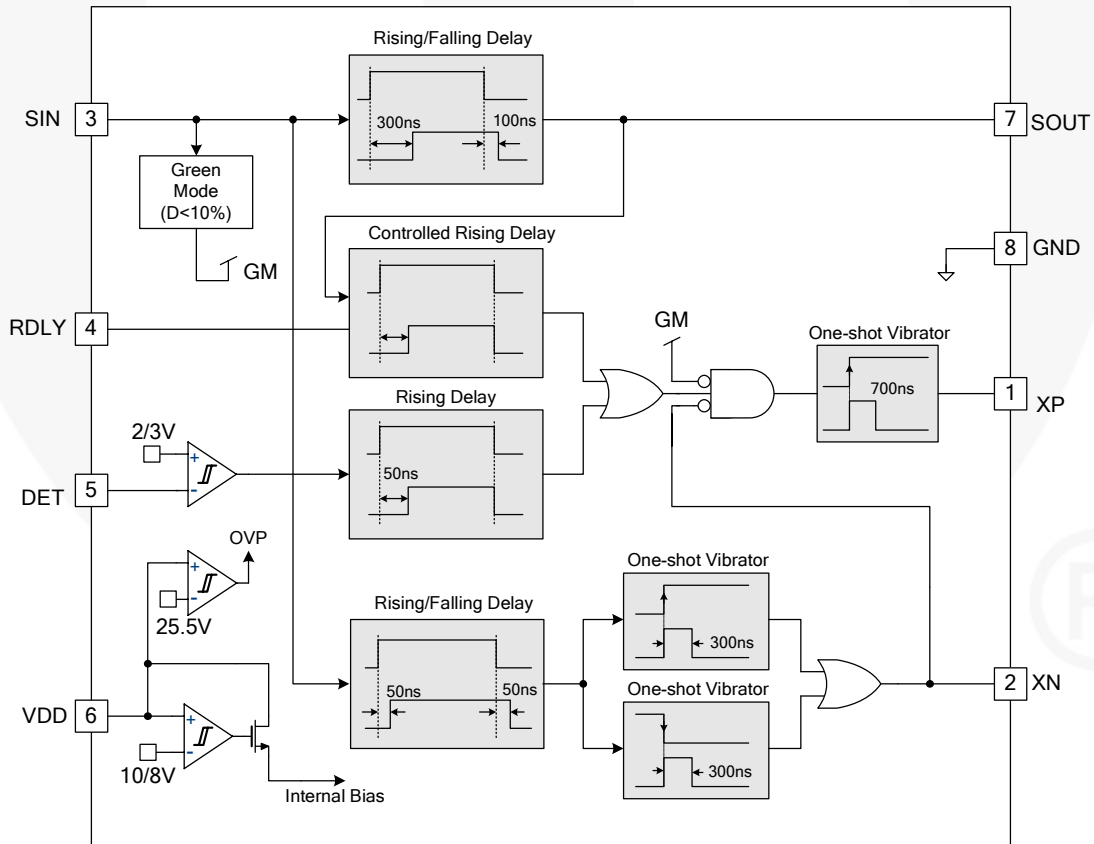 Rising/Falling Delay
SIN
3
300ns
100ns
7
SOUT
Green
Mode
(D<10%)
GM
8
GND
Controlled Rising Delay
RDLY
4
GM
One-shot Vibrator
700ns
1
XP
Rising Delay
2/3V
+
-
50ns
DET
5
OVP
+
-
25.5V
Rising/Falling Delay
50ns
50ns
One-shot Vibrator
300ns
One-shot Vibrator
300ns
2
XN
VDD
6
+
-
10/8V
Internal Bias
R